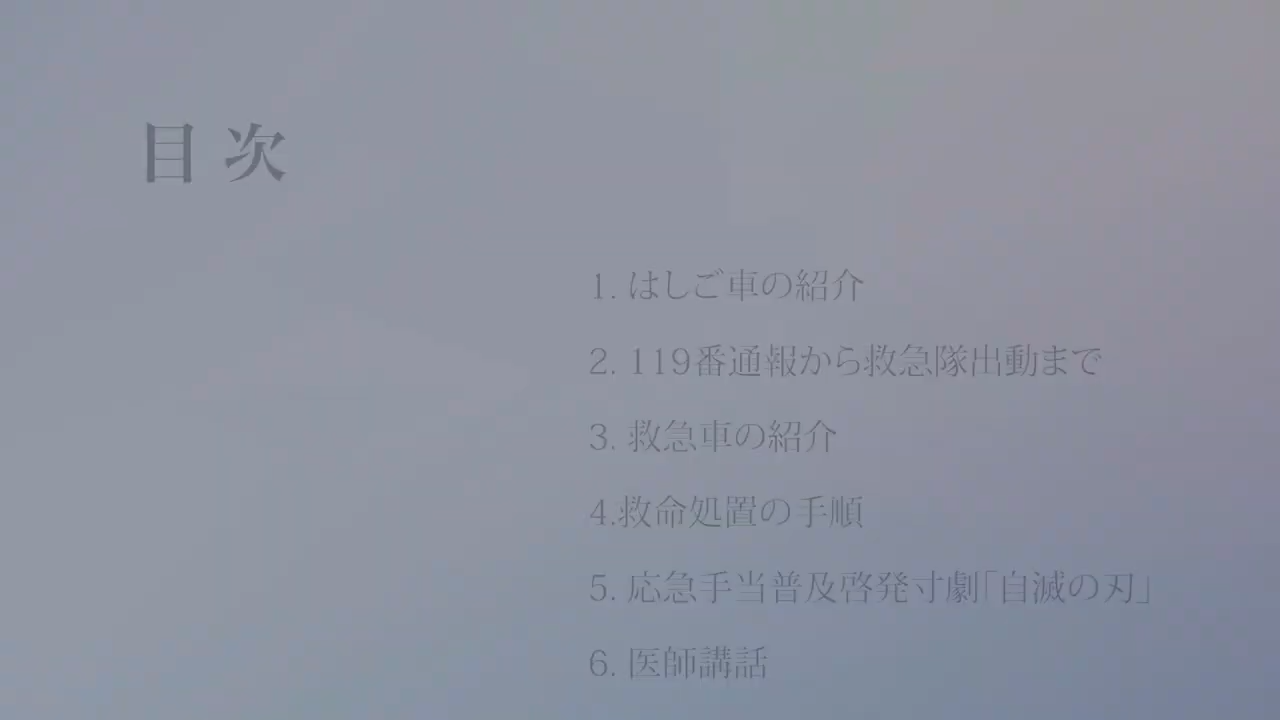 目次
1. はしご車の紹介
2. 119番通報から救急隊出動まで
3. 救急車の紹介
4.救命処置の手順
5. 応急手当普及啓発寸劇「自滅の刃」
6. 医師講話